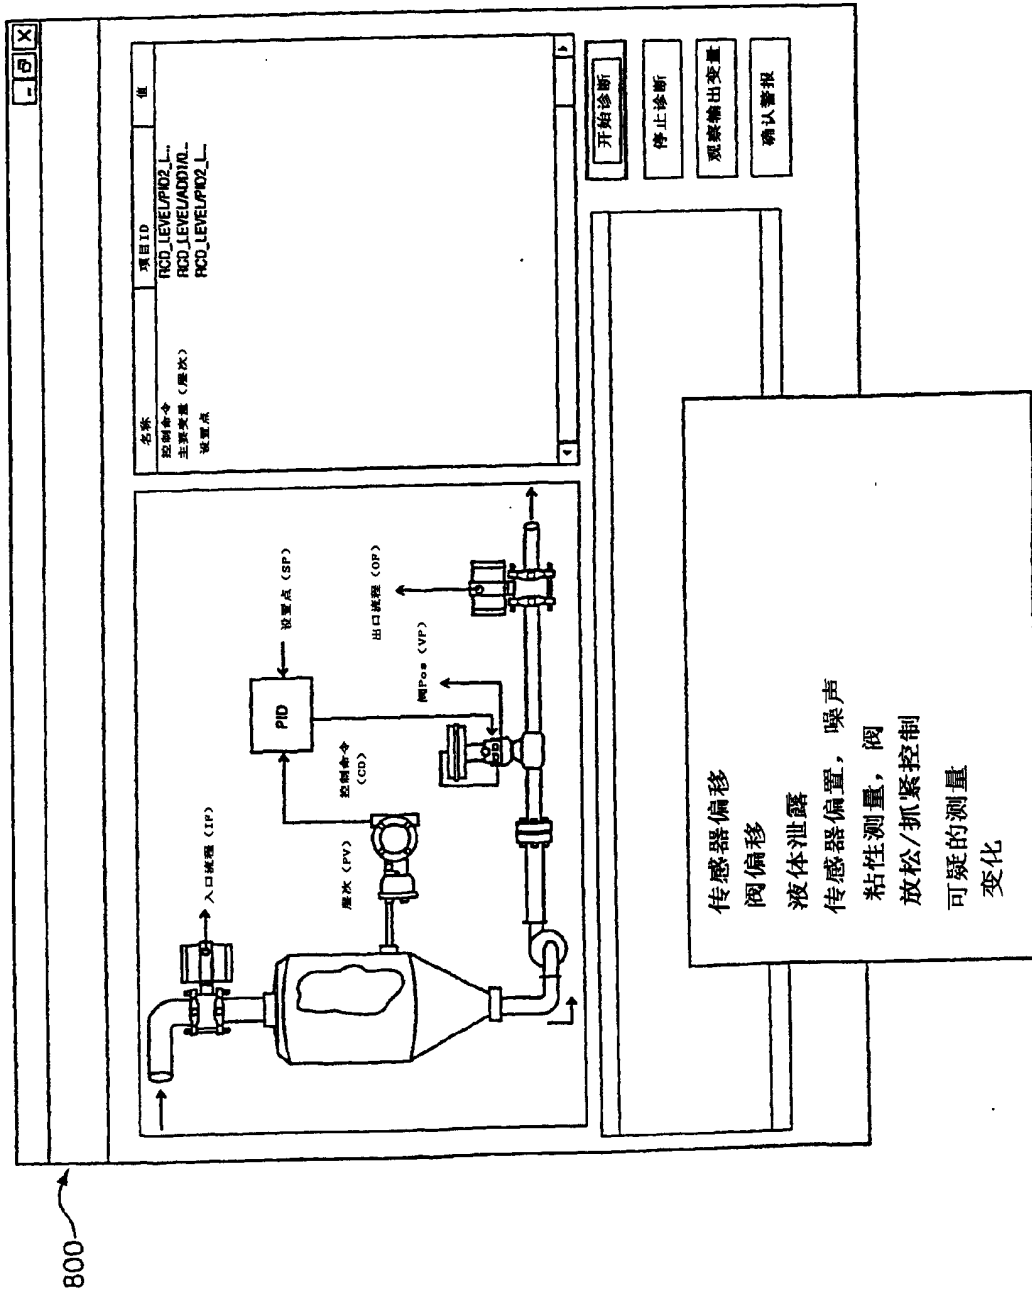 800
名称 项目ID 值
控制命令 RCD_LEVEL/PID2_L...
主要变量（层次） RCD_LEVEL/ADD1/O...
设置点 RCD_LEVEL/PID2_L...
入口流程（IP）
层次（PV）
控制命令
（CD）
PID
设置点（SP）
阀Pos（VP）
出口流程（OP）
开始诊断
停止诊断
观察输出变量
确认警报
传感器偏移
阀偏移
液体泄露
传感器偏置，噪声
粘性测量，阀
放松/抓紧控制
可疑的测量
变化